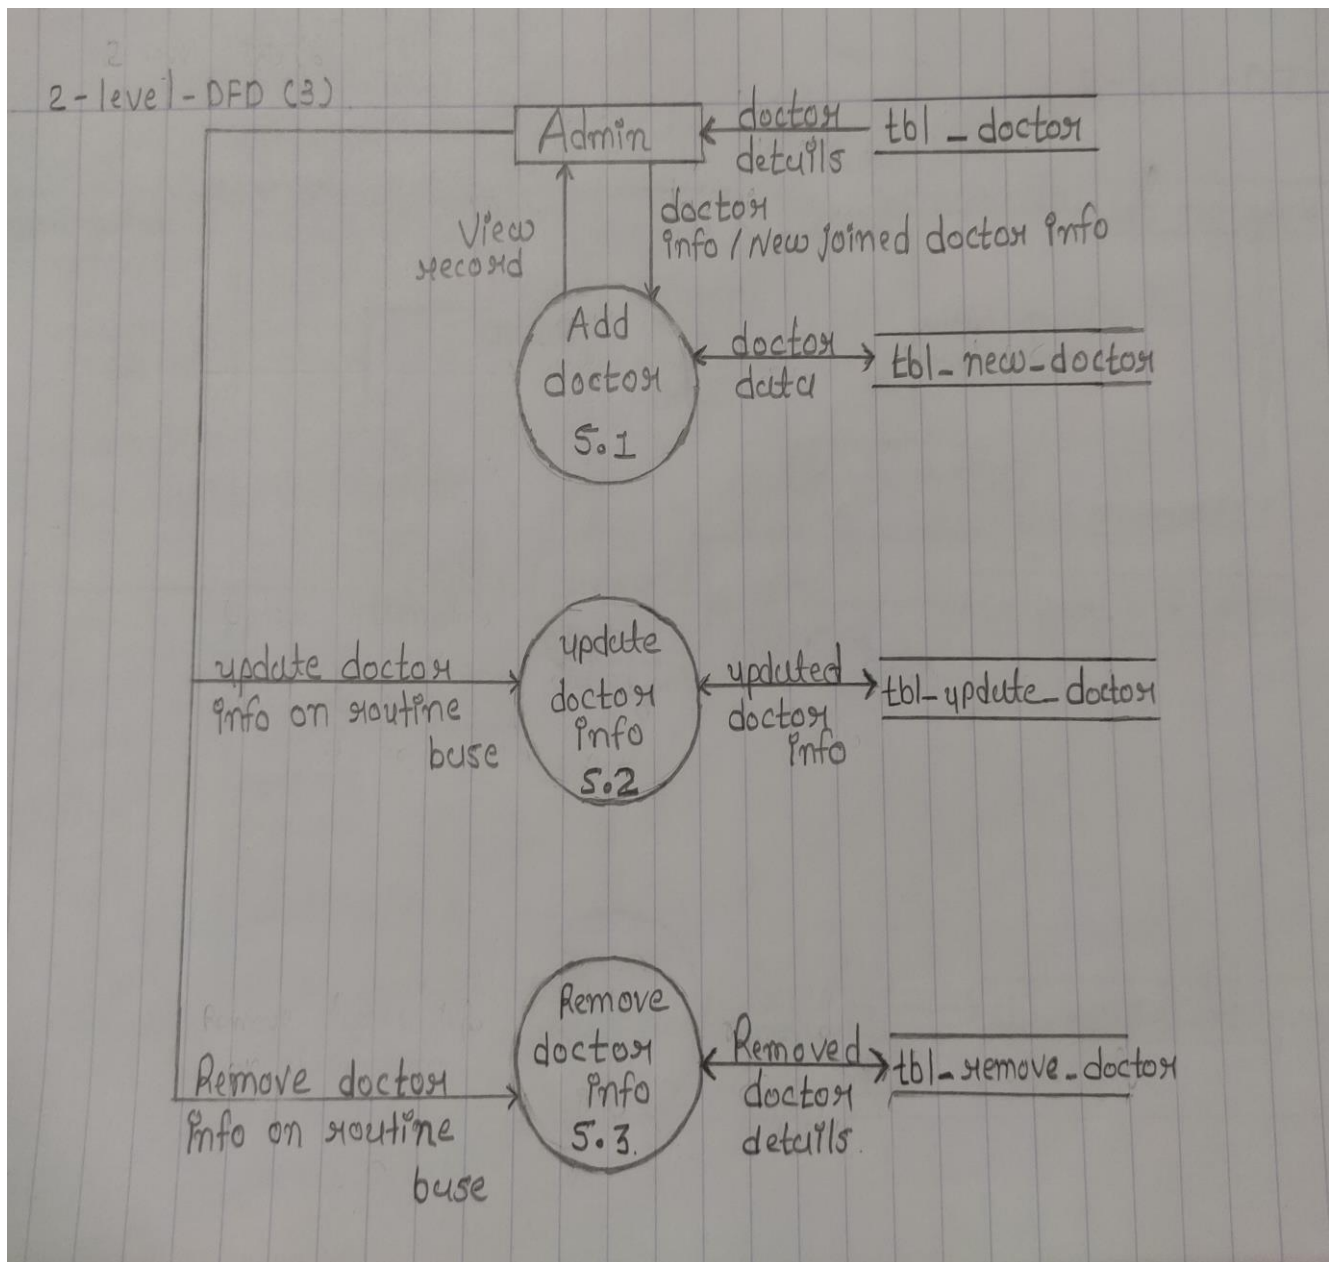 2-level-DFD (3)
Admin
doctor
details
tbl_doctor
View
record
doctor
info / New joined doctor info
Add
doctor
5.1
doctor
data
tbl_new_doctor
update doctor
info on routine
base
update
doctor
info
5.2
updated
doctor
info
tbl_update_doctor
Remove doctor
info on routine
base
Remove
doctor
info
5.3.
Removed
doctor
details.
tbl_remove_doctor